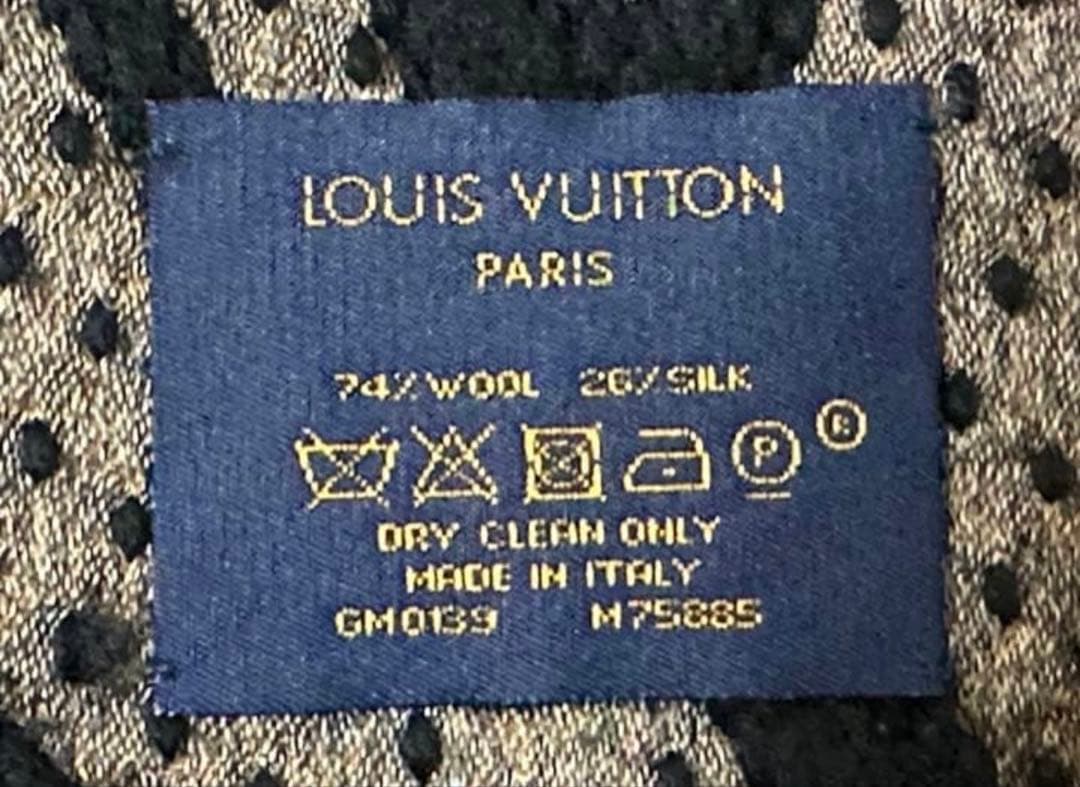 LOUIS VUITTON
PARIS
74% WOOL 26% SILK
P ®
DRY CLEAN ONLY
MADE IN ITALY
GM0139 M75885